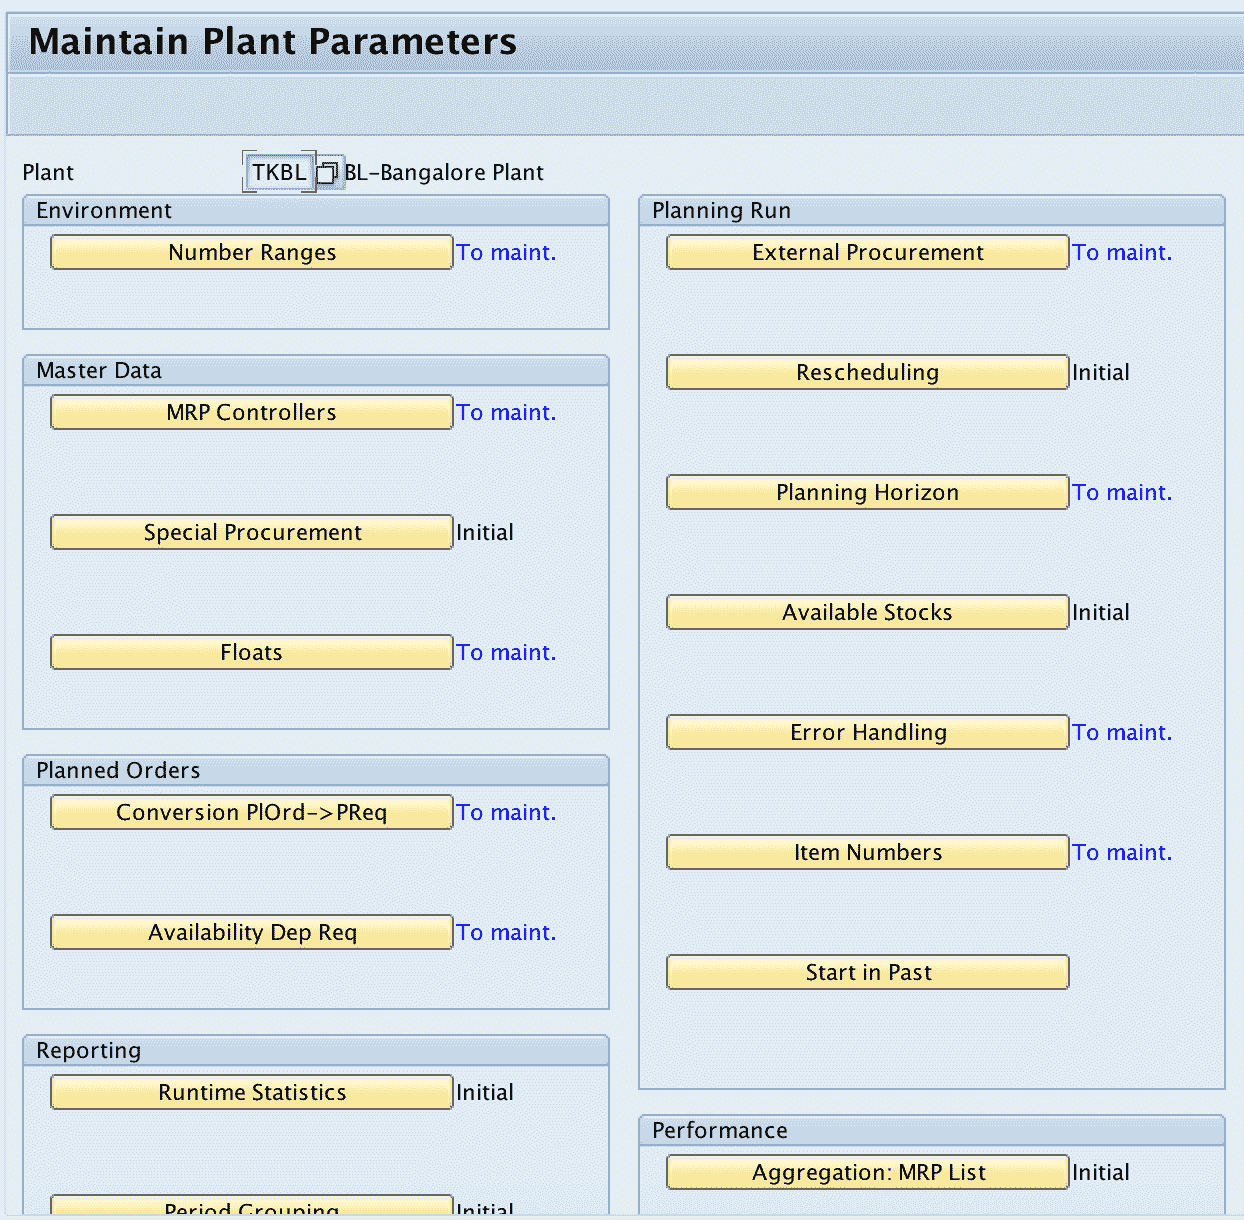 Maintain Plant Parameters
Plant TKBL BL-Bangalore Plant
Environment
Number Ranges To maint.
Master Data
MRP Controllers To maint.
Special Procurement Initial
Floats To maint.
Planned Orders
Conversion PlOrd->PReq To maint.
Availability Dep Req To maint.
Reporting
Runtime Statistics Initial
Period Grouping Initial
Planning Run
External Procurement To maint.
Rescheduling Initial
Planning Horizon To maint.
Available Stocks Initial
Error Handling To maint.
Item Numbers To maint.
Start in Past
Performance
Aggregation: MRP List Initial